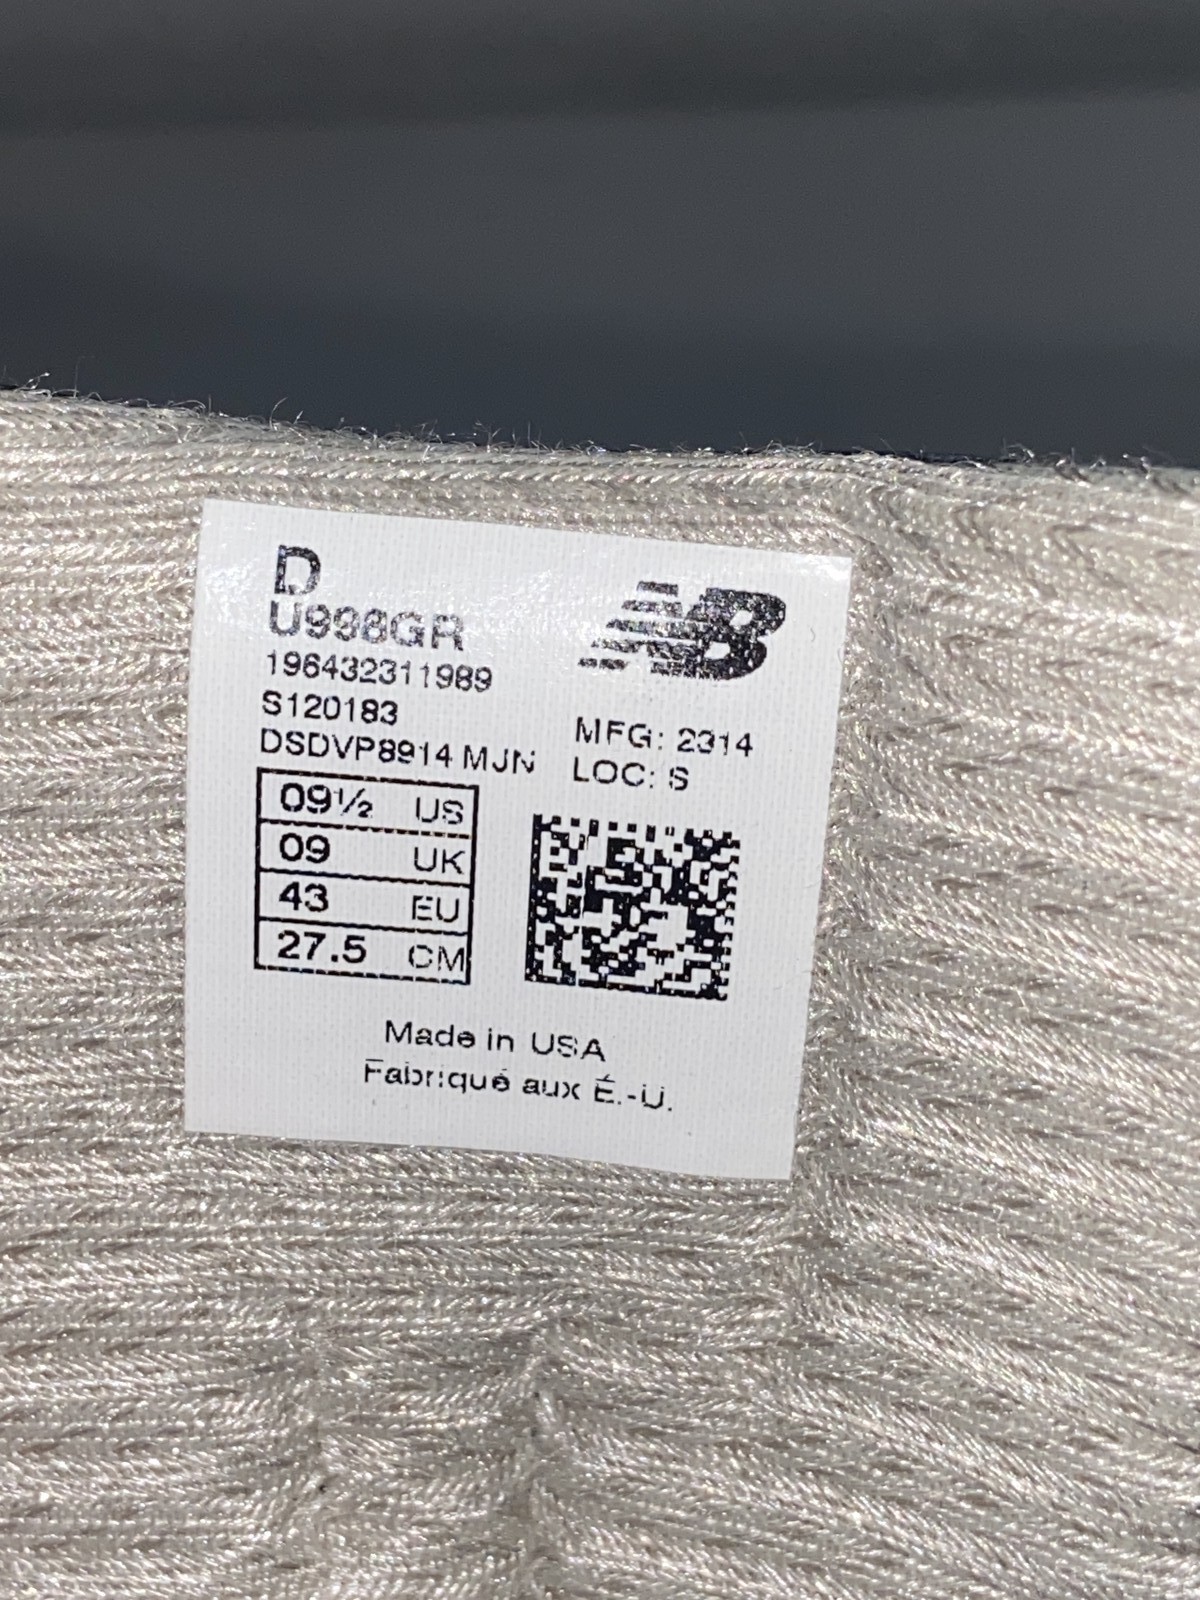 D
U998GR
196432311989
S120183
DSDVP8914 MJN
NB
MFG: 2314
LOC: S
09½ US
09 UK
43 EU
27.5 CM
Made in USA
Fabriqué aux É.-U.